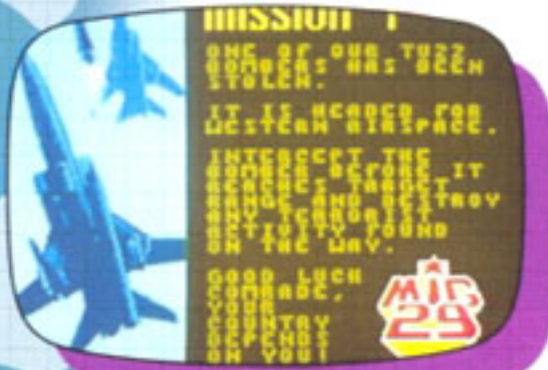 MISSION 1
ONE OF OUR TU22
BOMBERS HAS BEEN
STOLEN.
IT IS HEADED FOR
WESTERN AIRSPACE.
INTERCEPT THE
BOMBER BEFORE IT
REACHES TARGET
RANGE AND DESTROY
ANY TERRORIST
ACTIVITY FOUND
ON THE WAY.
GOOD LUCK
COMRADE,
YOUR
COUNTRY
DEPENDS
ON YOU!
MIG
29